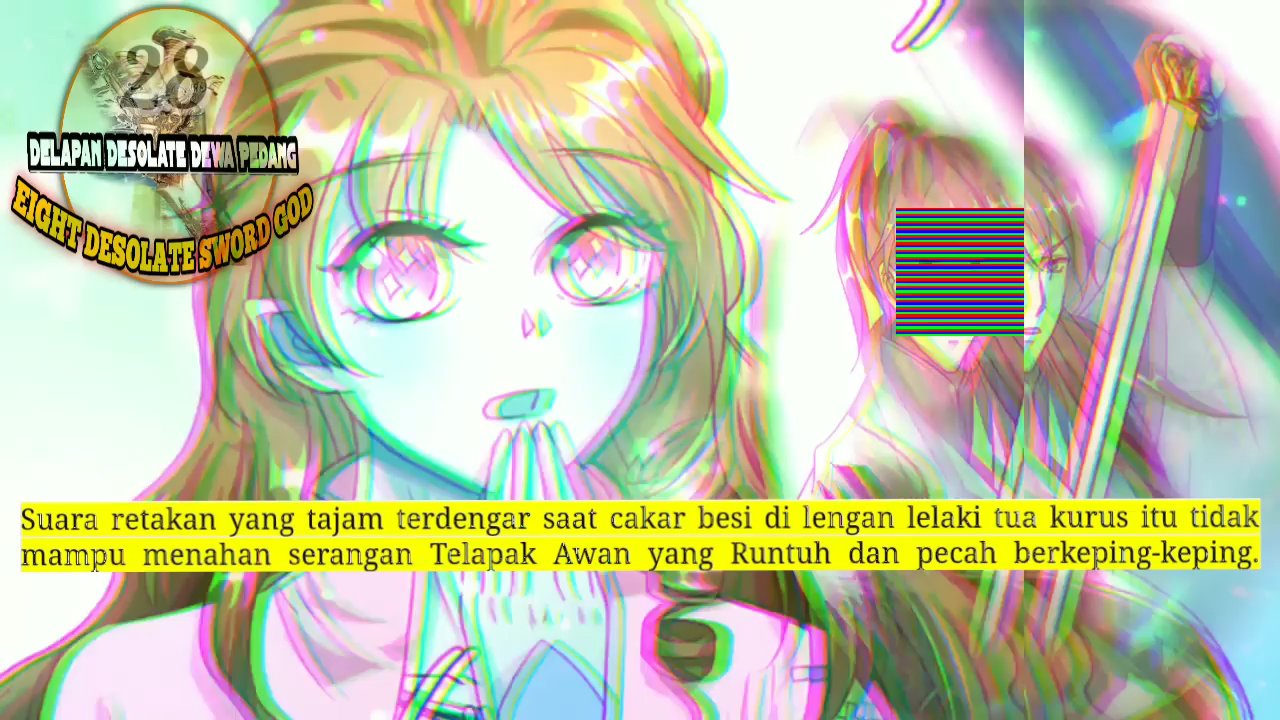 28
DELAPAN DESOLATE DEWA PEDANG
EIGHT DESOLATE SWORD GOD
Suara retakan yang tajam terdengar saat cakar besi di lengan lelaki tua kurus itu tidak
mampu menahan serangan Telapak Awan yang Runtuh dan pecah berkeping-keping.